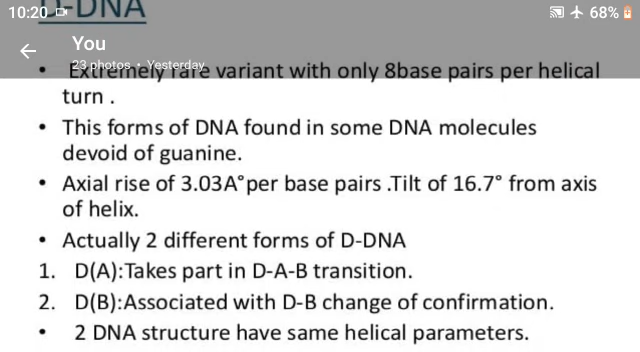 10:20
68%
D-DNA
You
23 photos • Yesterday
• Extremely rare variant with only 8base pairs per helical
turn .
• This forms of DNA found in some DNA molecules
devoid of guanine.
• Axial rise of 3.03A°per base pairs .Tilt of 16.7° from axis
of helix.
• Actually 2 different forms of D-DNA
1. D(A):Takes part in D-A-B transition.
2. D(B):Associated with D-B change of confirmation.
• 2 DNA structure have same helical parameters.